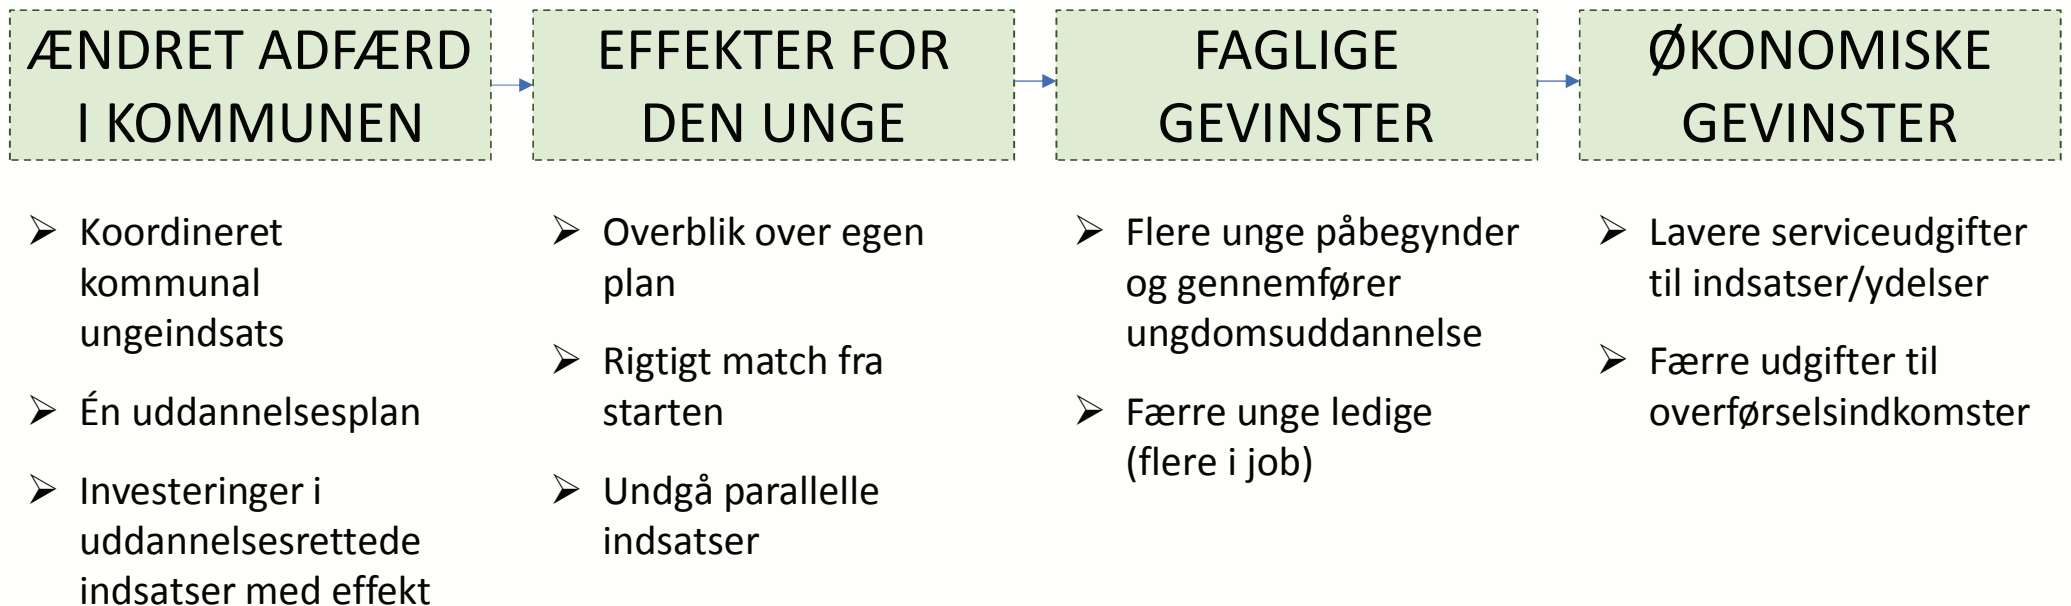 ÆNDRET ADFÆRD
I KOMMUNEN
➢ Koordineret
kommunal
ungeindsats
➢ Én uddannelsesplan
➢ Investeringer i
uddannelsesrettede
indsatser med effekt
EFFEKTER FOR
DEN UNGE
➢ Overblik over egen
plan
➢ Rigtigt match fra
starten
➢ Undgå parallelle
indsatser
FAGLIGE
GEVINSTER
➢ Flere unge påbegynder
og gennemfører
ungdomsuddannelse
➢ Færre unge ledige
(flere i job)
ØKONOMISKE
GEVINSTER
➢ Lavere serviceudgifter
til indsatser/ydelser
➢ Færre udgifter til
overførselsindkomster